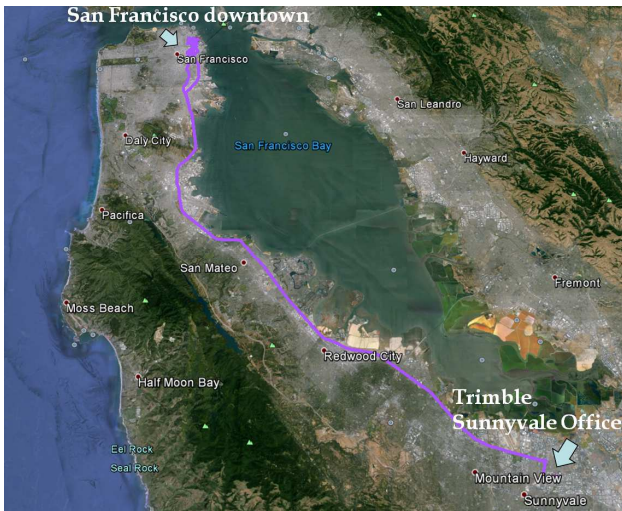 San Francisco downtown
San Francisco
San Leandro
Daly City
San Francisco Bay
Hayward
Pacifica
San Mateo
Fremont
Moss Beach
Redwood City
Half Moon Bay
Trimble
Sunnyvale Office
Eel Rock
Seal Rock
Mountain View
Sunnyvale